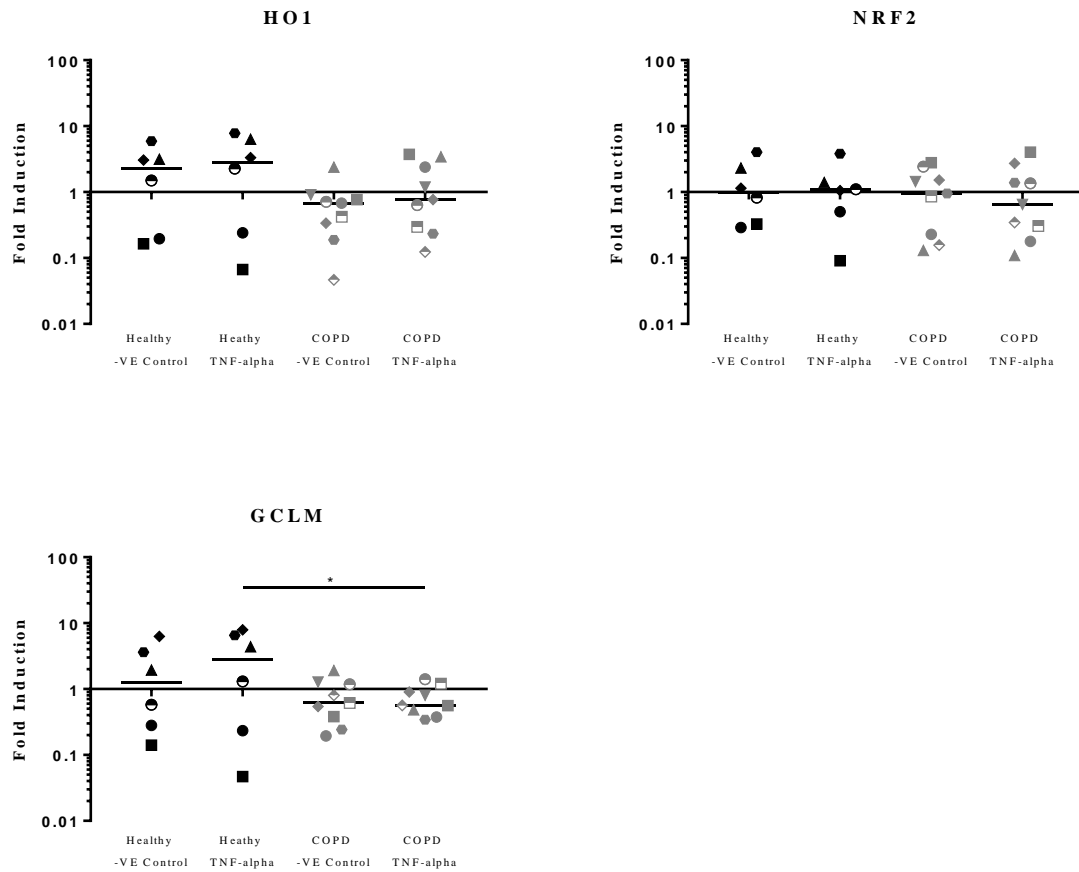 HO1
Fold Induction
100
10
1
0.1
0.01
Healthy
-VE Control
Heathy
TNF-alpha
COPD
-VE Control
COPD
TNF-alpha
NRF2
Fold Induction
100
10
1
0.1
0.01
Healthy
-VE Control
Heathy
TNF-alpha
COPD
-VE Control
COPD
TNF-alpha
GCLM
Fold Induction
100
10
1
0.1
0.01
*
Healthy
-VE Control
Heathy
TNF-alpha
COPD
-VE Control
COPD
TNF-alpha